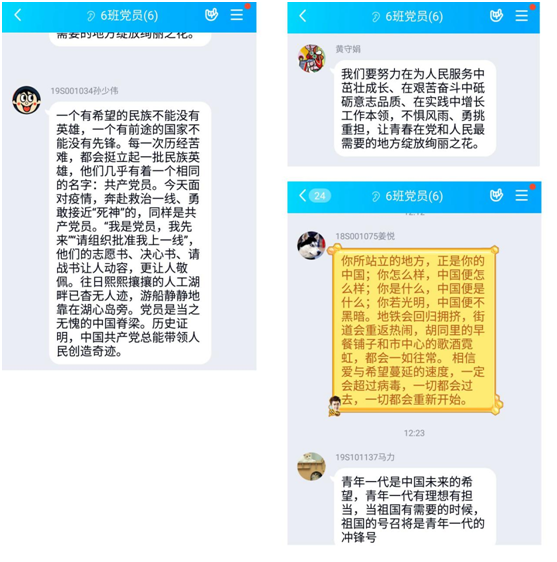 6班党员(6)
需要的地方绽放绚丽之花。
19S001034孙少伟
一个有希望的民族不能没有
英雄，一个有前途的国家不
能没有先锋。每一次历经苦
难，都会挺立起一批民族英
雄，他们几乎有着一个相同
的名字：共产党员。今天面
对疫情，奔赴救治一线、勇
敢接近“死神”的，同样是共
产党员。“我是党员，我先
来”“请组织批准我上一线”，
他们的志愿书、决心书、请
战书让人动容，更让人敬
佩。往日熙熙攘攘的人工湖
畔已杳无人迹，游船静静地
靠在湖心岛旁。党员是当之
无愧的中国脊梁。历史证
明，中国共产党总能带领人
民创造奇迹。
6班党员(6)
黄守娟
我们要努力在为人民服务中
茁壮成长、在艰苦奋斗中砥
砺意志品质、在实践中增长
工作本领，不惧风雨、勇挑
重担，让青春在党和人民最
需要的地方绽放绚丽之花。
24
6班党员(6)
12:12
18S001075姜悦
你所站立的地方，正是你的
中国；你怎么样，中国便怎
么样；你是什么，中国便是
什么；你若光明，中国便不
黑暗。地铁会回归拥挤，街
道会重返热闹，胡同里的早
餐铺子和市中心的歌酒霓
虹，都会一如往常。 相信
爱与希望蔓延的速度，一定
会超过病毒，一切都会过
去，一切都会重新开始。
12:23
19S101137马力
青年一代是中国未来的希
望，青年一代有理想有担
当，当祖国有需要的时候，
祖国的号召将是青年一代的
冲锋号